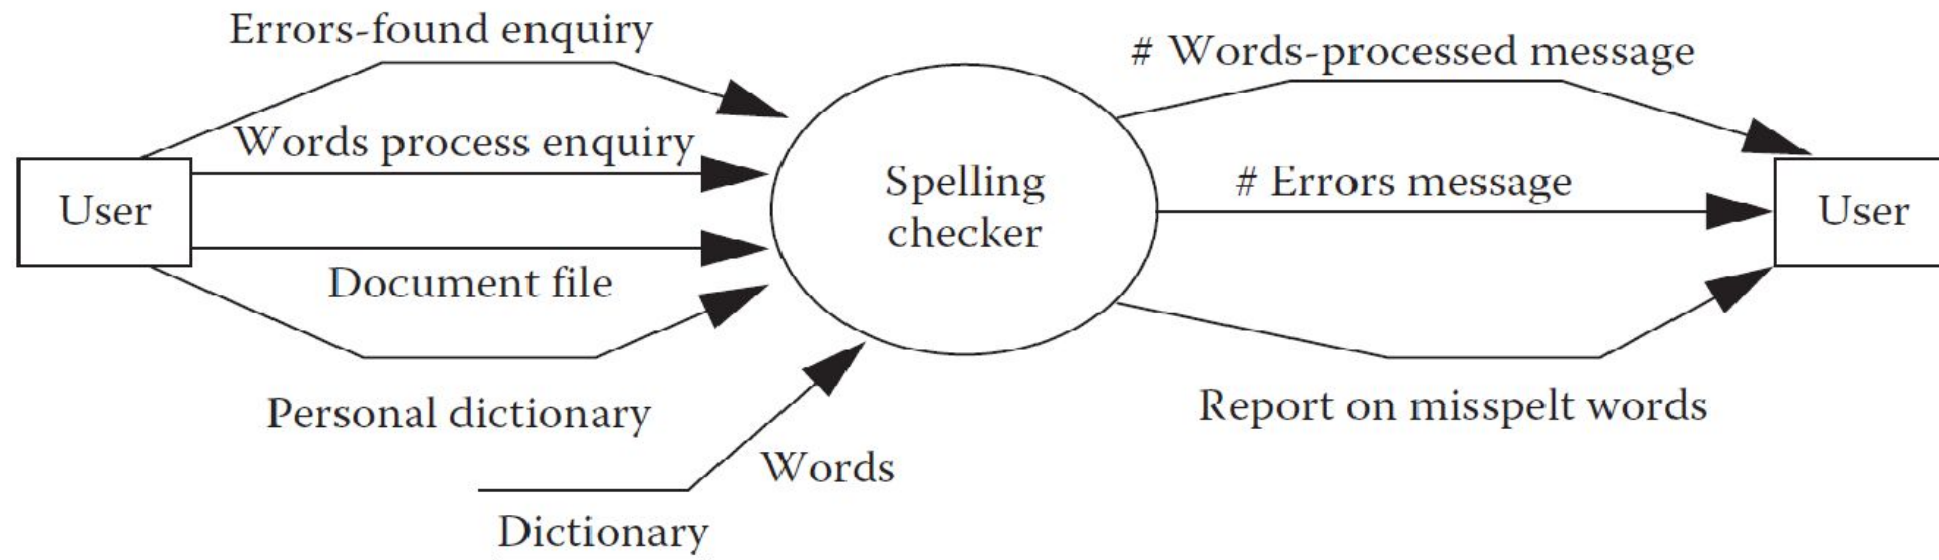 Errors-found enquiry
# Words-processed message
Words process enquiry
User
Spelling
checker
# Errors message
User
Document file
Personal dictionary
Report on misspelt words
Words
Dictionary